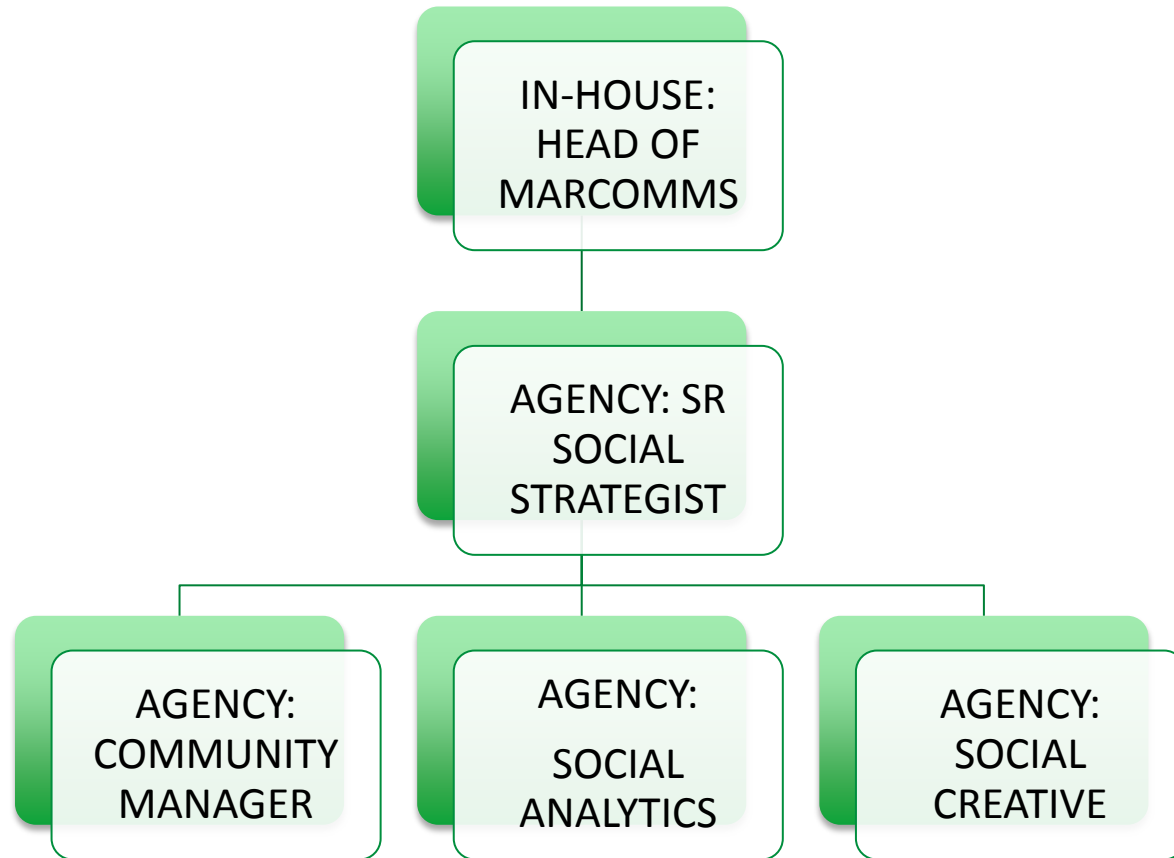 IN-HOUSE:
HEAD OF
MARCOMMS
AGENCY: SR
SOCIAL
STRATEGIST
AGENCY:
COMMUNITY
MANAGER
AGENCY:
SOCIAL
ANALYTICS
AGENCY:
SOCIAL
CREATIVE